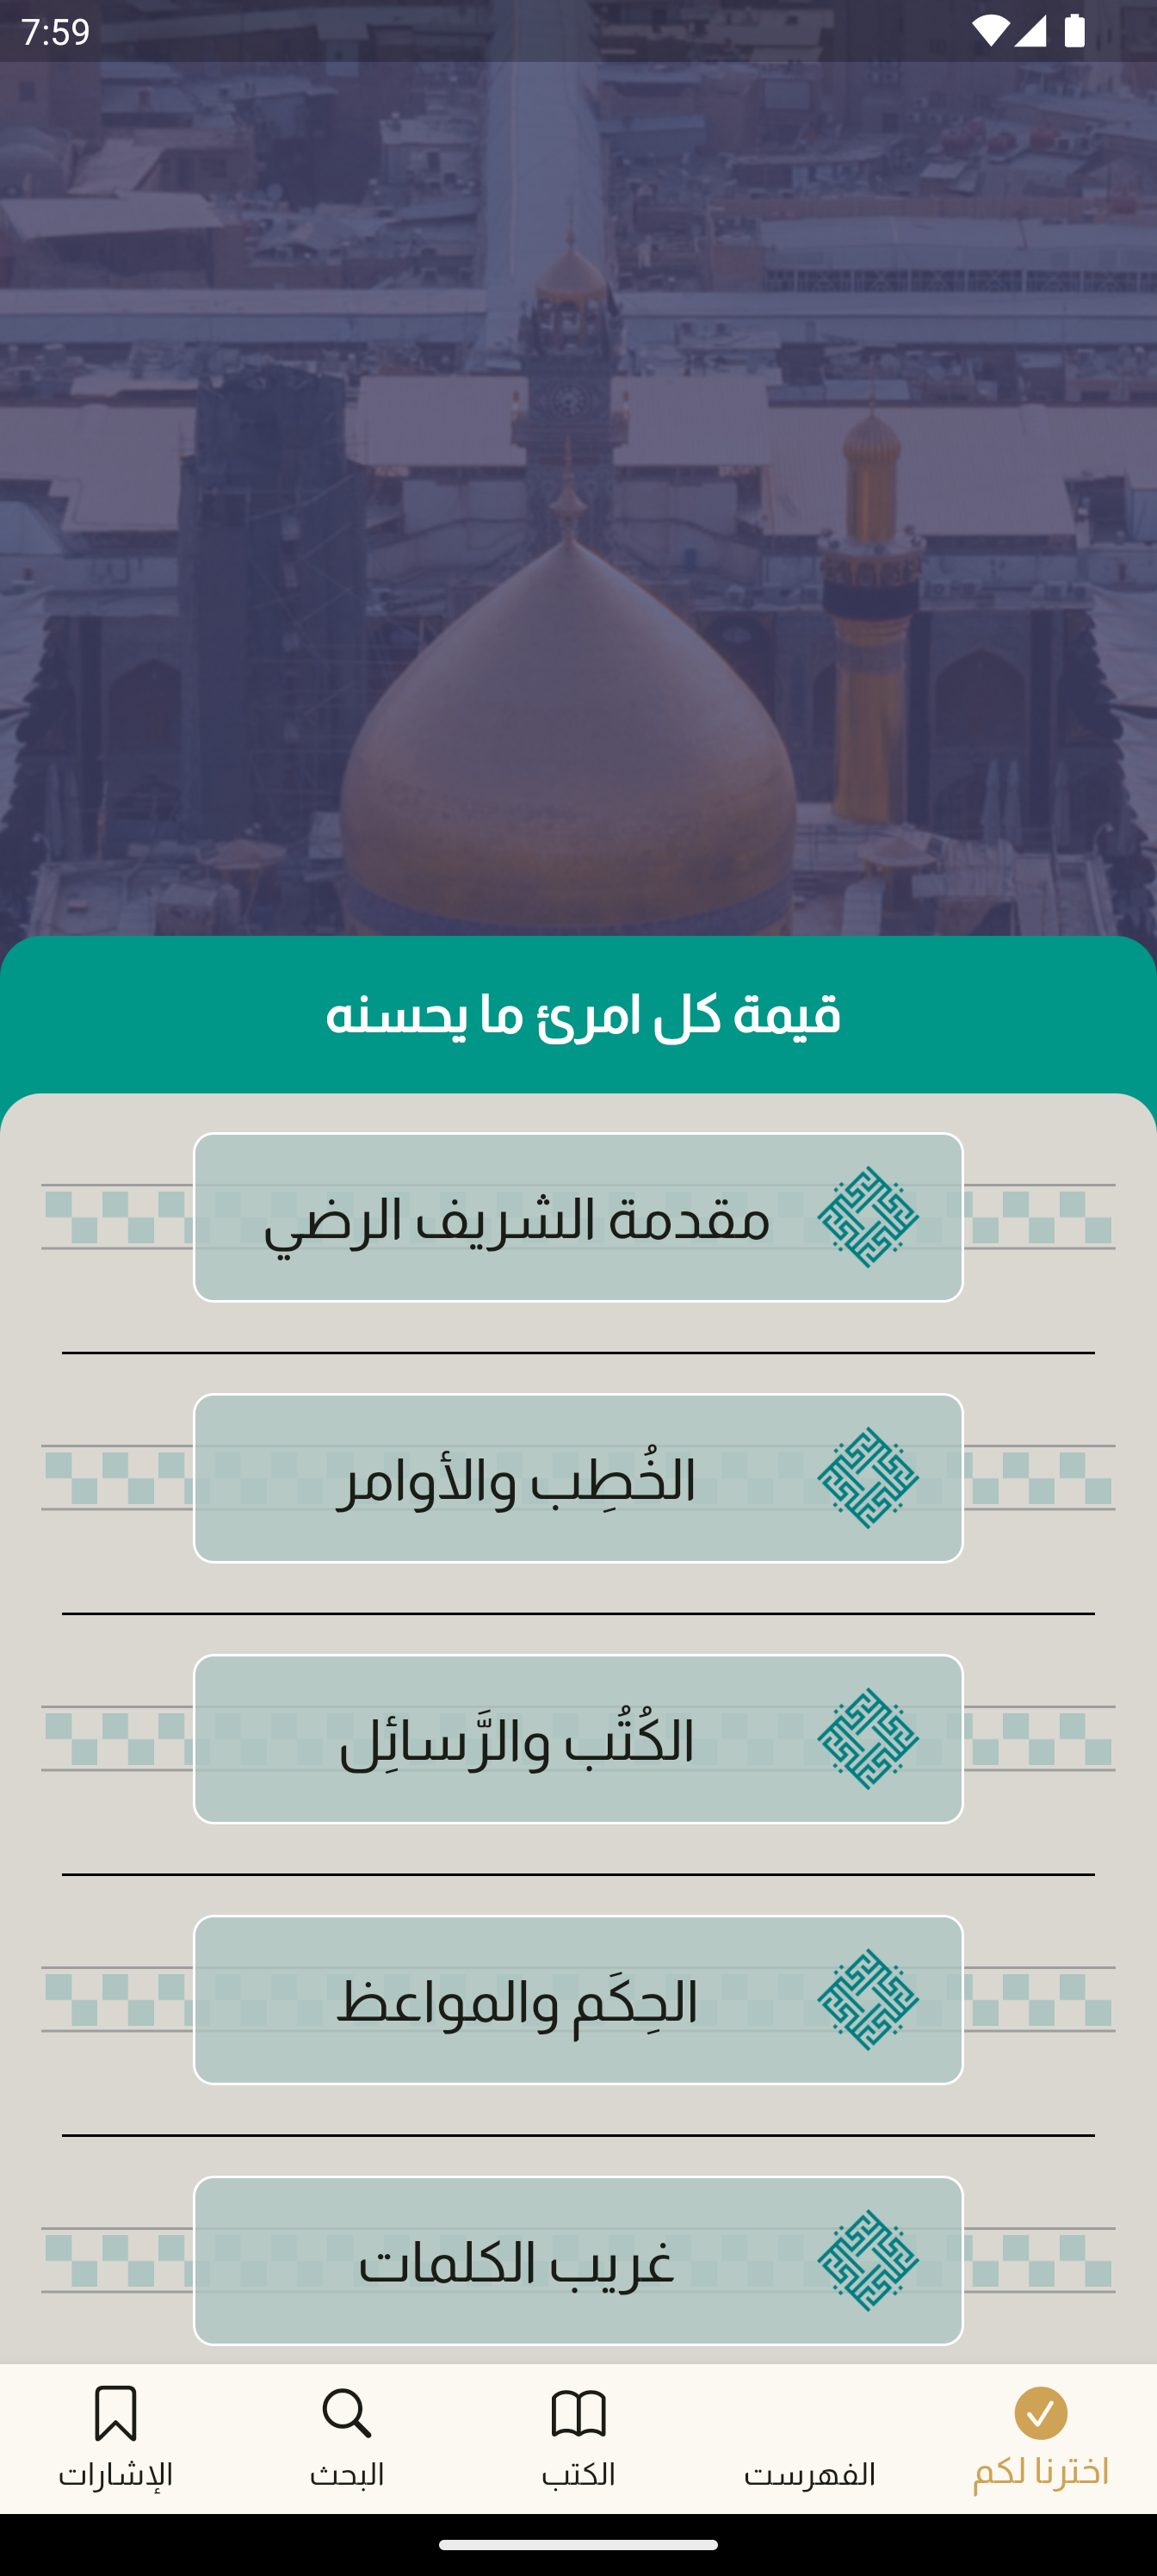 7:59
قيمة كل امرئ ما يحسنه
مقدمة الشريف الرضي
الخُطِب والأوامر
الكُتُب والرَّسائِل
الحِكَم والمواعظ
غريب الكلمات
اخترنا لكم
الفهرست
الكتب
البحث
الإشارات